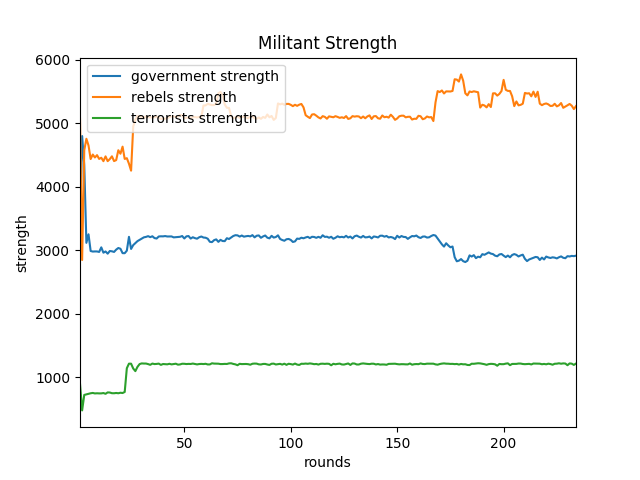 Militant Strength
government strength
rebels strength
terrorists strength
6000
5000
4000
3000
2000
1000
strength
50
100
150
200
rounds